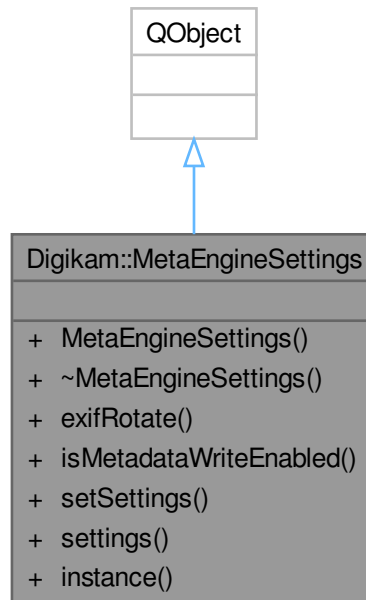 QObject
Digikam::MetaEngineSettings
+ MetaEngineSettings()
+ ~MetaEngineSettings()
+ exifRotate()
+ isMetadataWriteEnabled()
+ setSettings()
+ settings()
+ instance()